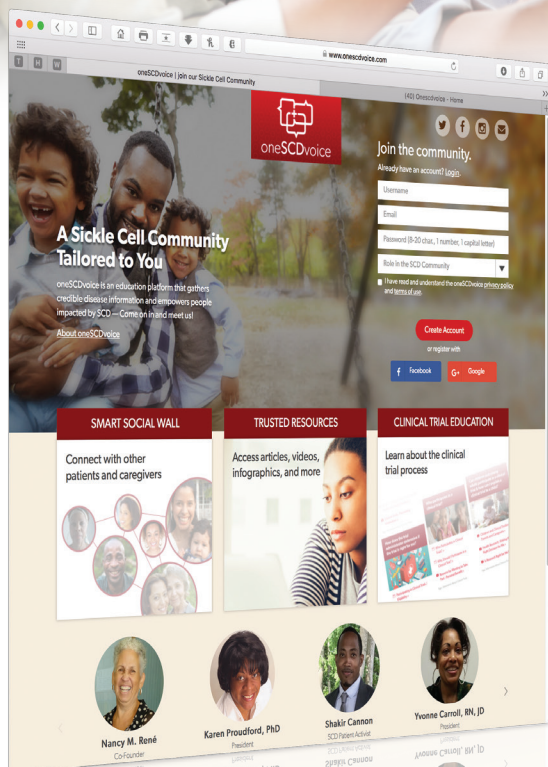 www.onescdvoice.com
T H W
oneSCDvoice | join our Sickle Cell Community
(40) Onescdvoice - Home
oneSCDvoice
Join the community.
Already have an account? Login.
Username
Email
Password (8-20 char., 1 number, 1 capital letter)
Role in the SCD Community
I have read and understand the oneSCDvoice privacy policy
and terms of use.
Create Account
or register with
f Facebook
G+ Google
A Sickle Cell Community
Tailored to You
oneSCDvoice is an education platform that gathers
credible disease information and empowers people
impacted by SCD — Come on in and meet us!
About oneSCDvoice
SMART SOCIAL WALL
Connect with other
patients and caregivers
TRUSTED RESOURCES
Access articles, videos,
infographics, and more
CLINICAL TRIAL EDUCATION
Learn about the clinical
trial process
Nancy M. René
Co-Founder
Karen Proudford, PhD
President
Shakir Cannon
SCD Patient Activist
Yvonne Carroll, RN, JD
President